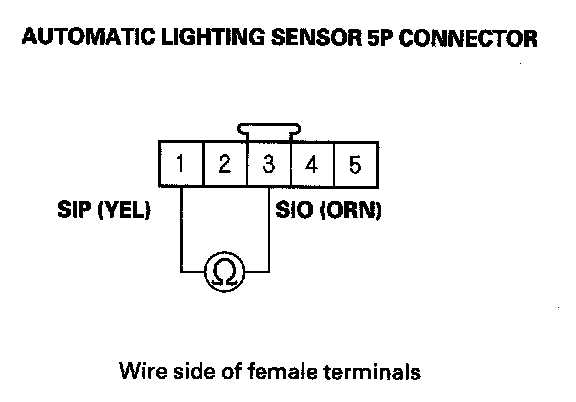 AUTOMATIC LIGHTING SENSOR 5P CONNECTOR
1 2 3 4 5
SIP (YEL) SIO (ORN)
Ω
Wire side of female terminals